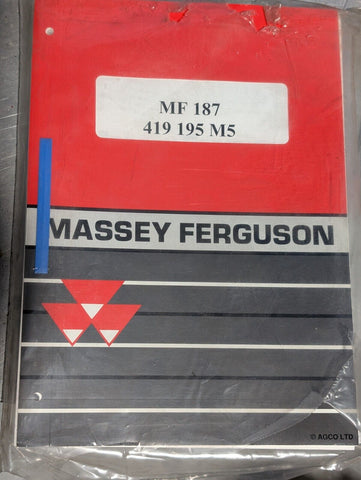 MF 187
419 195 M5
MASSEY FERGUSON
© AGCO LTD